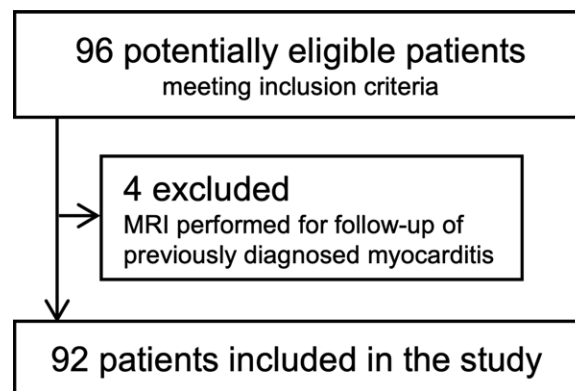 96 potentially eligible patients
meeting inclusion criteria
4 excluded
MRI performed for follow-up of
previously diagnosed myocarditis
92 patients included in the study